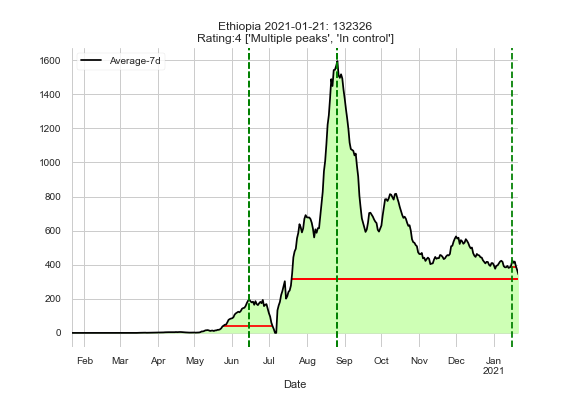 Ethiopia 2021-01-21: 132326
Rating:4 ['Multiple peaks', 'In control']
Average-7d
1600
1400
1200
1000
800
600
400
200
0
Feb Mar Apr May Jun Jul Aug Sep Oct Nov Dec Jan
2021
Date